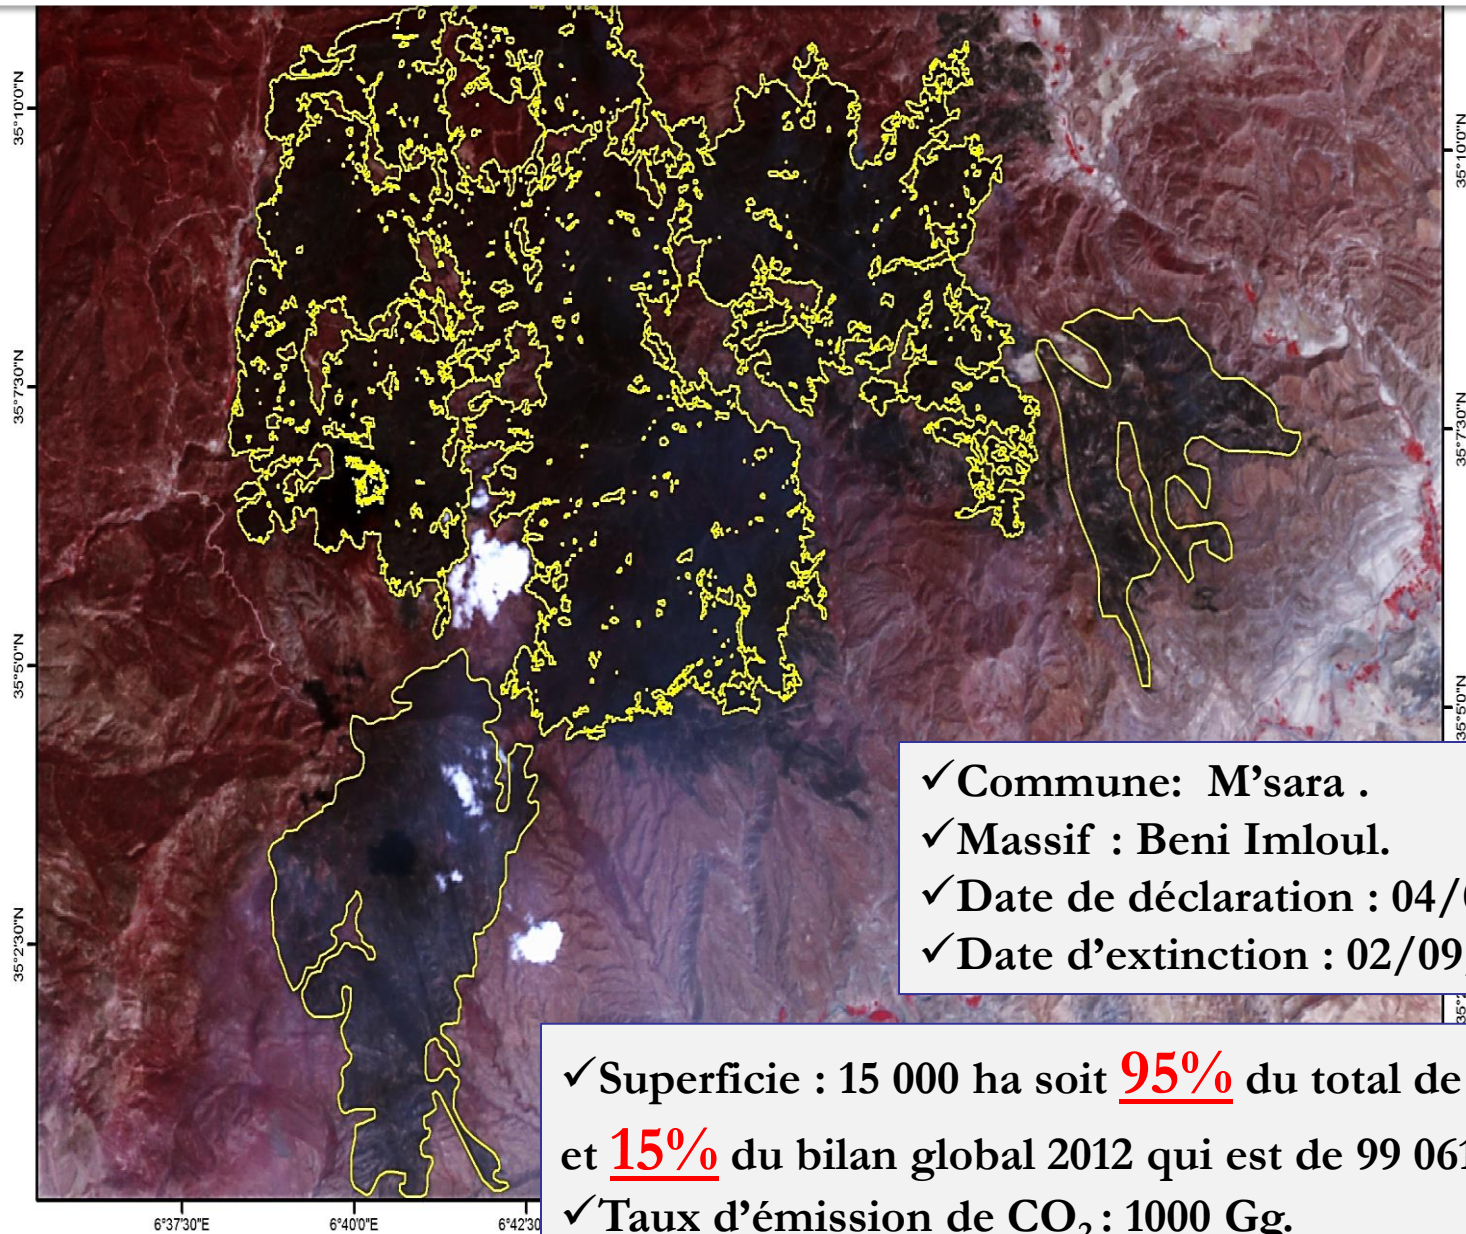 35°10'0"N
35°7'30"N
35°5'0"N
35°2'30"N
35°10'0"N
35°7'30"N
35°5'0"N
✓Commune: M’sara .
✓Massif : Beni Imloul.
✓Date de déclaration : 04/
✓Date d’extinction : 02/09
✓Superficie : 15 000 ha soit 95% du total de
et 15% du bilan global 2012 qui est de 99 061
✓Taux d’émission de CO₂ : 1000 Gg.
6°37'30"E
6°40'0"E
6°42'30